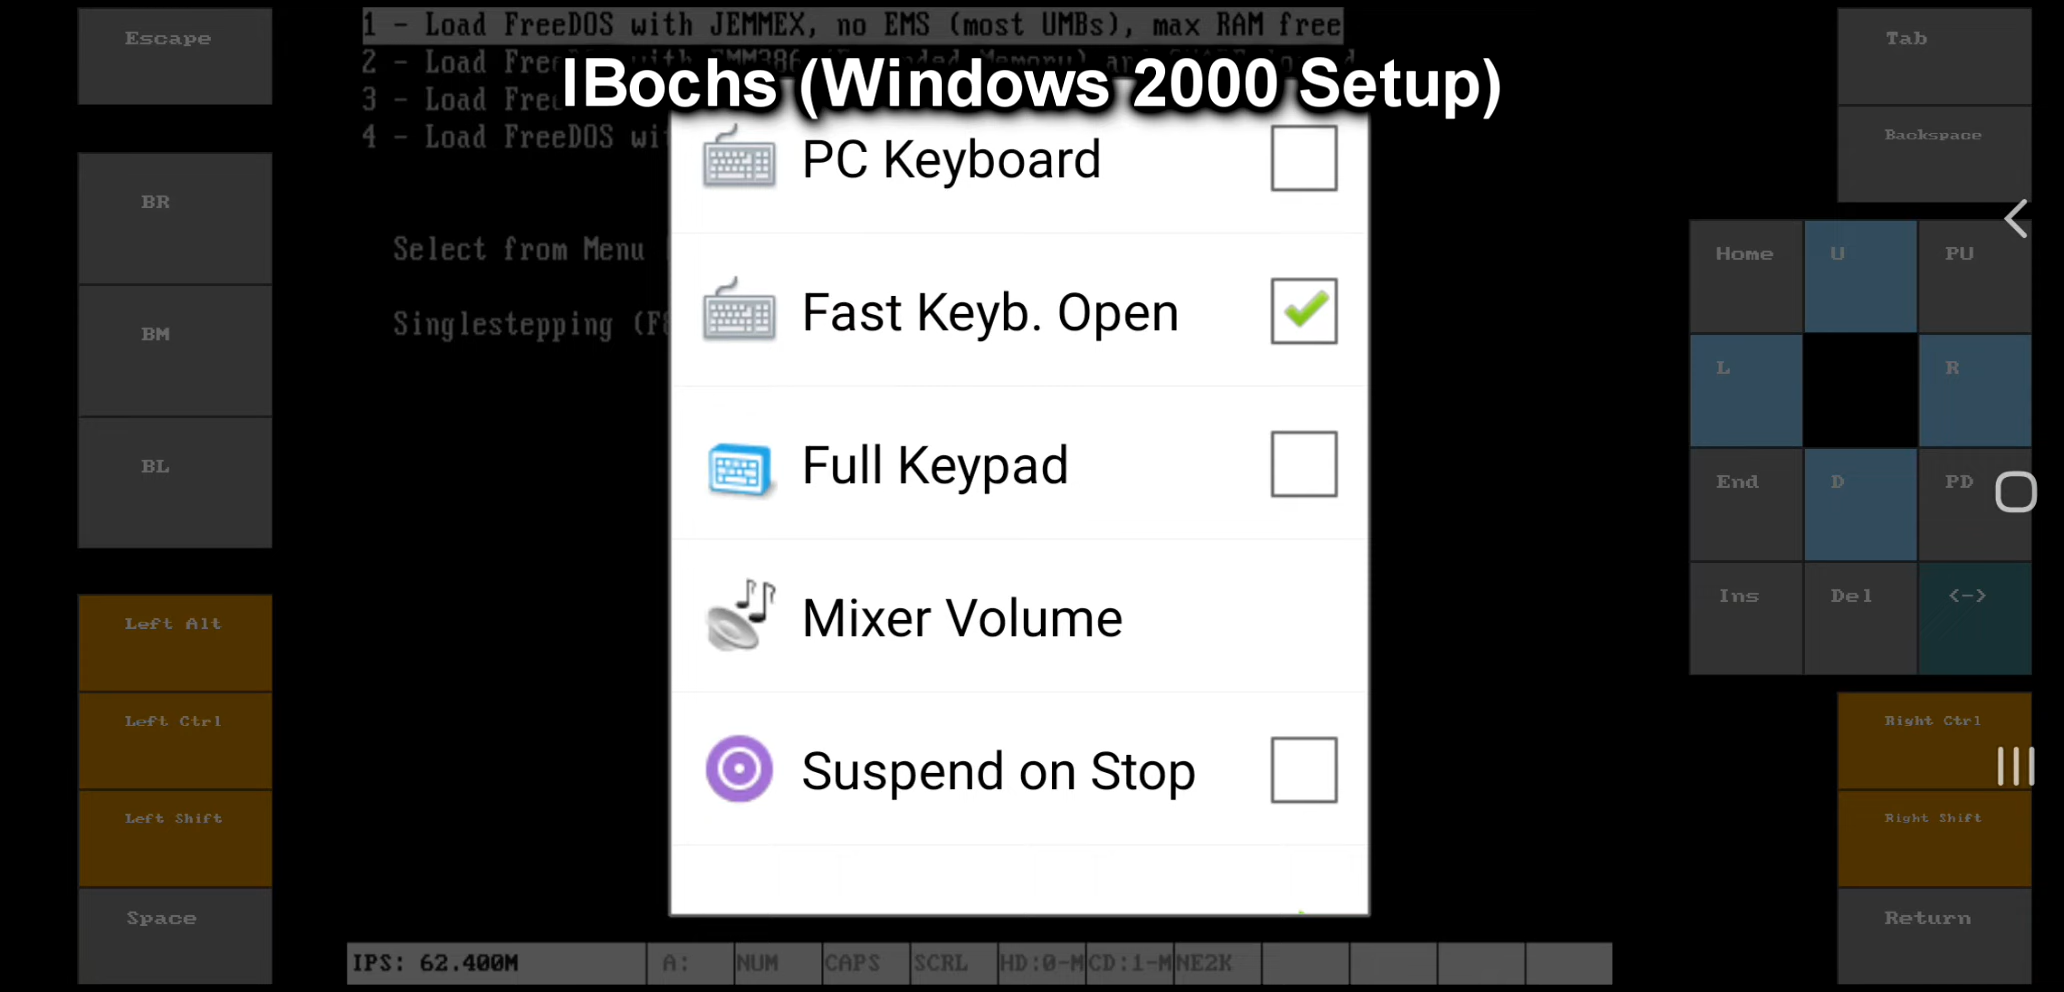 Escape
1 - Load FreeDOS with JEMMEX, no EMS (most UMBs), max RAM free
2 - Load Free
3 - Load Fre
4 - Load FreeDOS wi
IBochs (Windows 2000 Setup)
Tab
Backspace
BR
BM
BL
Select from Menu
Singlestepping (F8
PC Keyboard
Fast Keyb. Open
Full Keypad
Mixer Volume
Suspend on Stop
Home
U
PU
L
R
End
D
PD
Ins
Del
<->
Left Alt
Left Ctrl
Left Shift
Space
Right Ctrl
Right Shift
Return
IPS: 62.400M
A:
NUM
CAPS
SCRL
HD:0-M
CD:1-M
NE2K